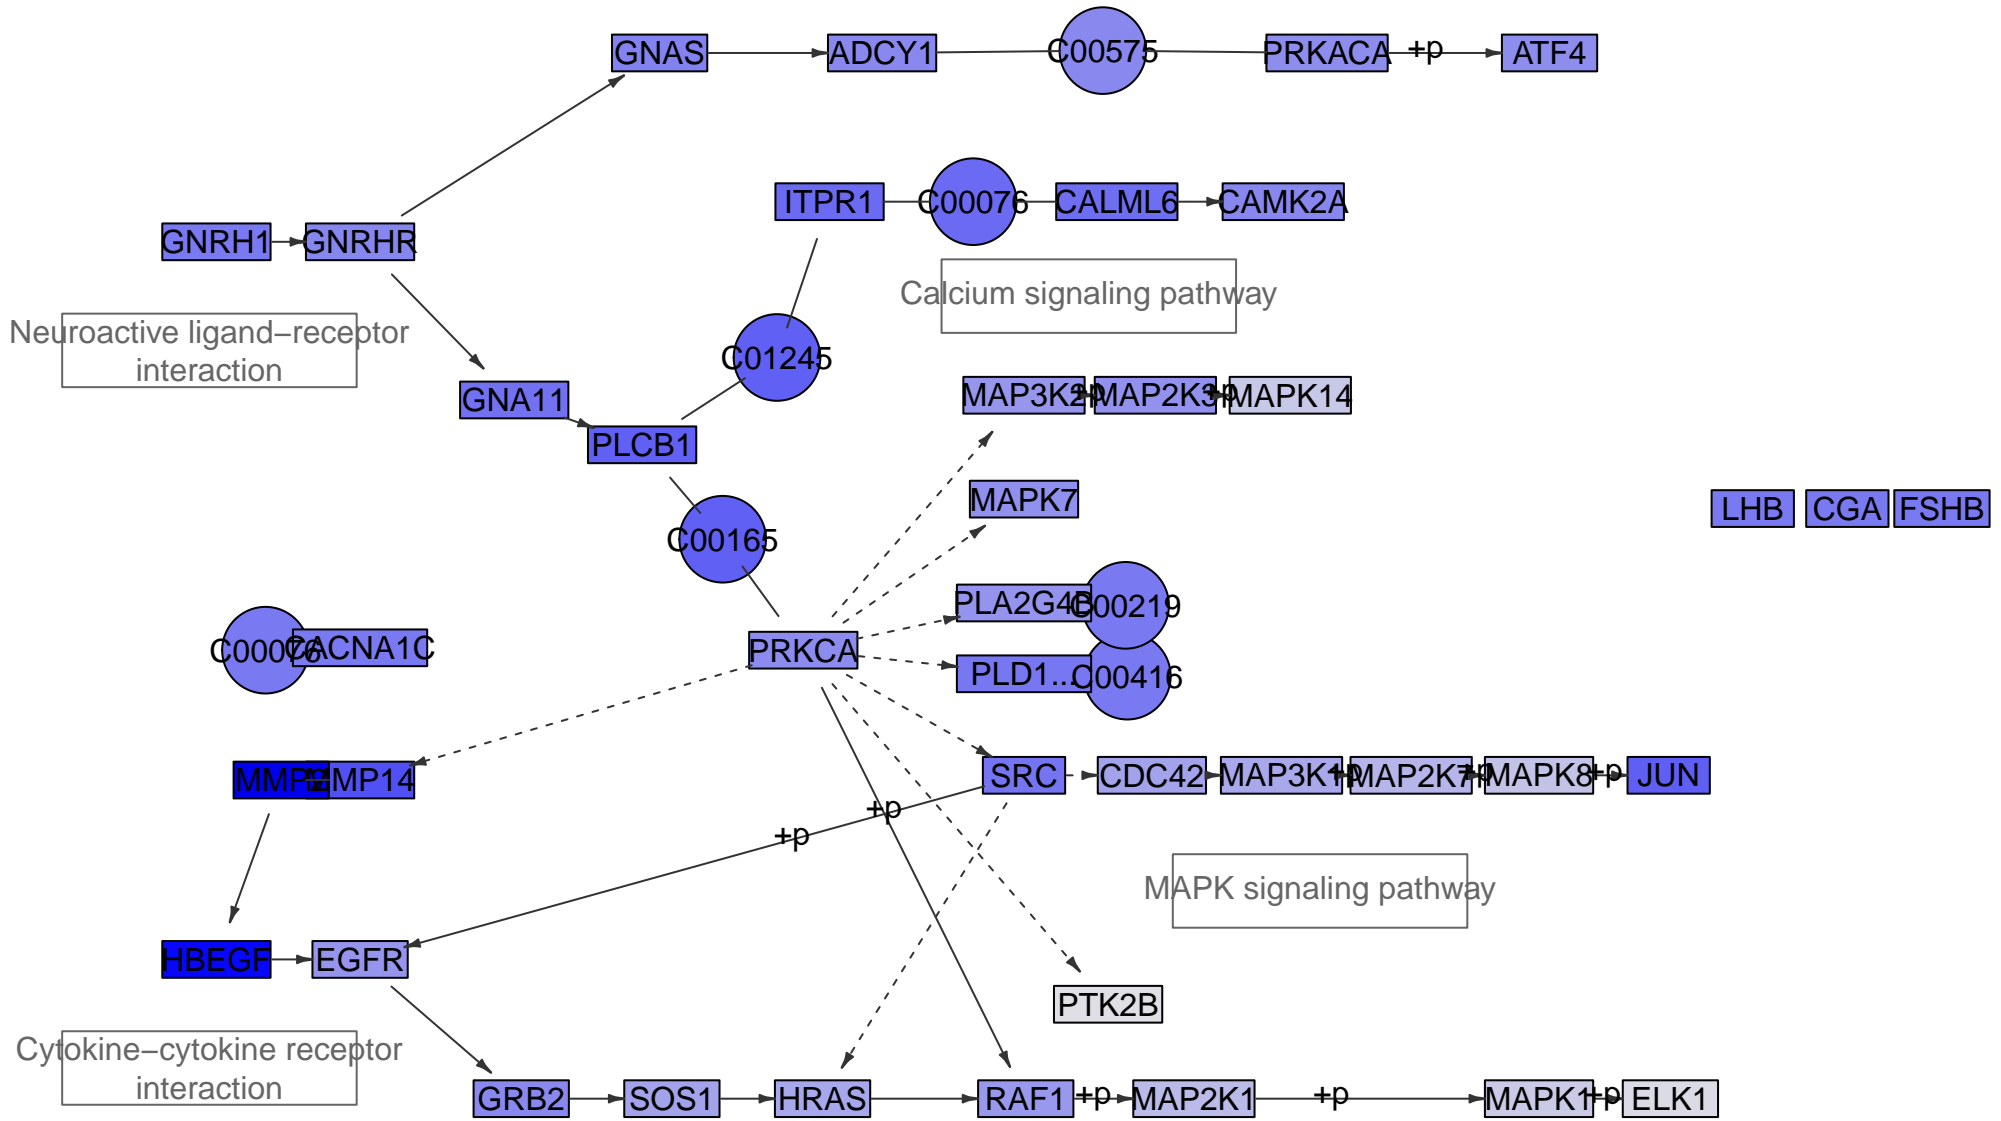 GNAS
ADCY1
C00575
PRKACA
+p
ATF4
ITPR1
C00076
CALML6
CAMK2A
GNRH1
GNRHR
Calcium signaling pathway
Neuroactive ligand−receptor
interaction
C01245
GNA11
MAP3K2
+p
MAP2K3
+p
MAPK14
PLCB1
MAPK7
LHB
CGA
FSHB
C00165
PLA2G4B
C00219
C00076
CACNA1C
PRKCA
PLD1...
C00416
MMP2
MMP14
SRC
CDC42
MAP3K1
+p
MAP2K7
+p
MAPK8
+p
JUN
+p
+p
MAPK signaling pathway
HBEGF
EGFR
PTK2B
Cytokine−cytokine receptor
interaction
GRB2
SOS1
HRAS
RAF1
+p
MAP2K1
+p
MAPK1
+p
ELK1